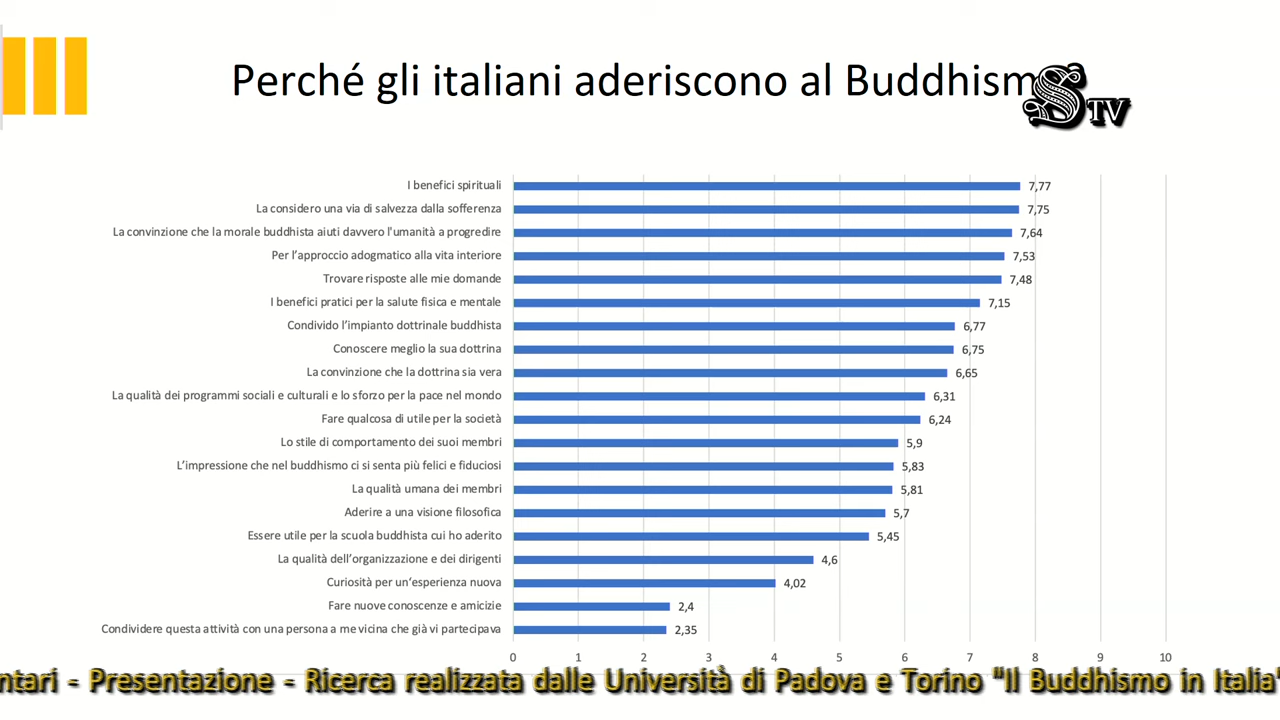 Perché gli italiani aderiscono al Buddhism
S TV
I benefici spirituali 7,77
La considero una via di salvezza dalla sofferenza 7,75
La convinzione che la morale buddhista aiuti davvero l'umanità a progredire 7,64
Per l’approccio adogmatico alla vita interiore 7,53
Trovare risposte alle mie domande 7,48
I benefici pratici per la salute fisica e mentale 7,15
Condivido l’impianto dottrinale buddhista 6,77
Conoscere meglio la sua dottrina 6,75
La convinzione che la dottrina sia vera 6,65
La qualità dei programmi sociali e culturali e lo sforzo per la pace nel mondo 6,31
Fare qualcosa di utile per la società 6,24
Lo stile di comportamento dei suoi membri 5,9
L’impressione che nel buddhismo ci si senta più felici e fiduciosi 5,83
La qualità umana dei membri 5,81
Aderire a una visione filosofica 5,7
Essere utile per la scuola buddhista cui ho aderito 5,45
La qualità dell’organizzazione e dei dirigenti 4,6
Curiosità per un‘esperienza nuova 4,02
Fare nuove conoscenze e amicizie 2,4
Condividere questa attività con una persona a me vicina che già vi partecipava 2,35
0 1 2 3 4 5 6 7 8 9 10
ntari - Presentazione - Ricerca realizzata dalle Università di Padova e Torino "Il Buddhismo in Italia"